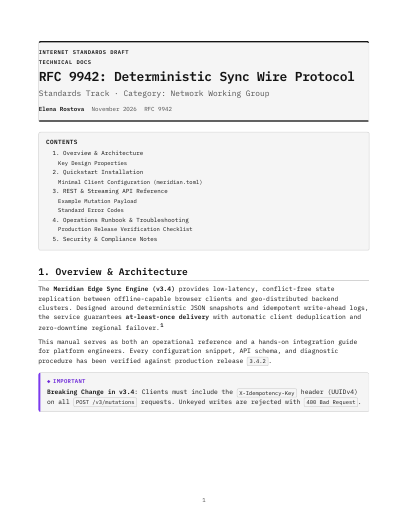 INTERNET STANDARDS DRAFT
TECHNICAL DOCS
RFC 9942: Deterministic Sync Wire Protocol
Standards Track · Category: Network Working Group
Elena Rostova November 2026 RFC 9942
CONTENTS
1. Overview & Architecture
Key Design Properties
2. Quickstart Installation
Minimal Client Configuration (meridian.toml)
3. REST & Streaming API Reference
Example Mutation Payload
Standard Error Codes
4. Operations Runbook & Troubleshooting
Production Release Verification Checklist
5. Security & Compliance Notes
1. Overview & Architecture
The Meridian Edge Sync Engine (v3.4) provides low-latency, conflict-free state
replication between offline-capable browser clients and geo-distributed backend
clusters. Designed around deterministic JSON snapshots and idempotent write-ahead logs,
the service guarantees at-least-once delivery with automatic client deduplication and
zero-downtime regional failover.1
This manual serves as both an operational reference and a hands-on integration guide
for platform engineers. Every configuration snippet, API schema, and diagnostic
procedure has been verified against production release 3.4.2.
◆ IMPORTANT
Breaking Change in v3.4: Clients must include the X-Idempotency-Key header (UUIDv4)
on all POST /v3/mutations requests. Unkeyed writes are rejected with 400 Bad Request.
1